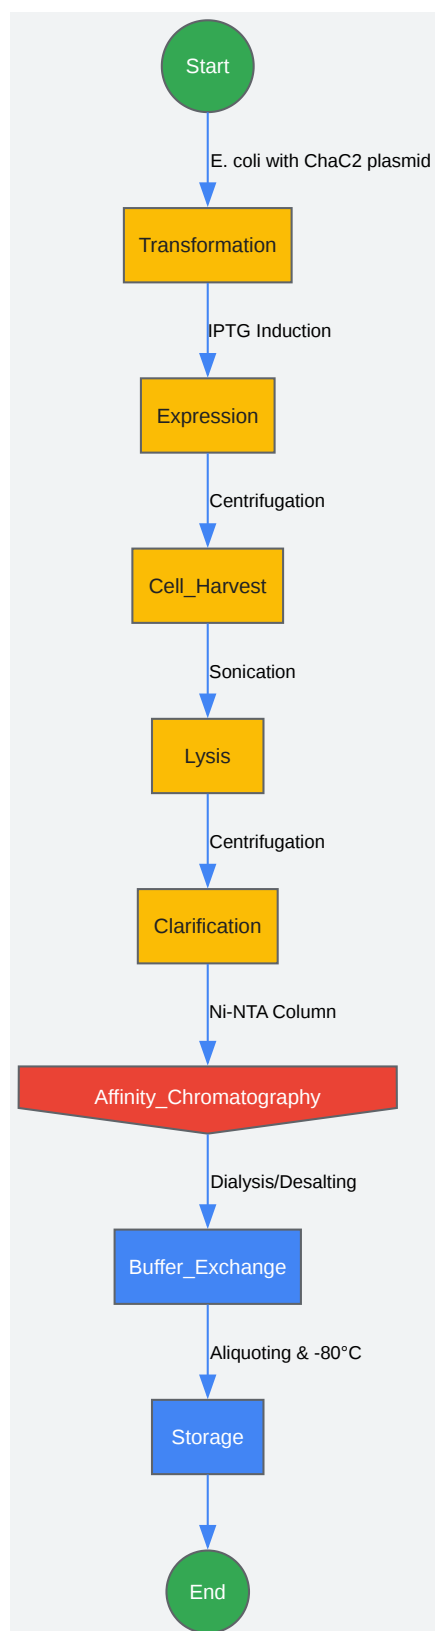 Start
E. coli with ChaC2 plasmid
Transformation
IPTG Induction
Expression
Centrifugation
Cell_Harvest
Sonication
Lysis
Centrifugation
Clarification
Ni-NTA Column
Affinity_Chromatography
Dialysis/Desalting
Buffer_Exchange
Aliquoting & -80°C
Storage
End